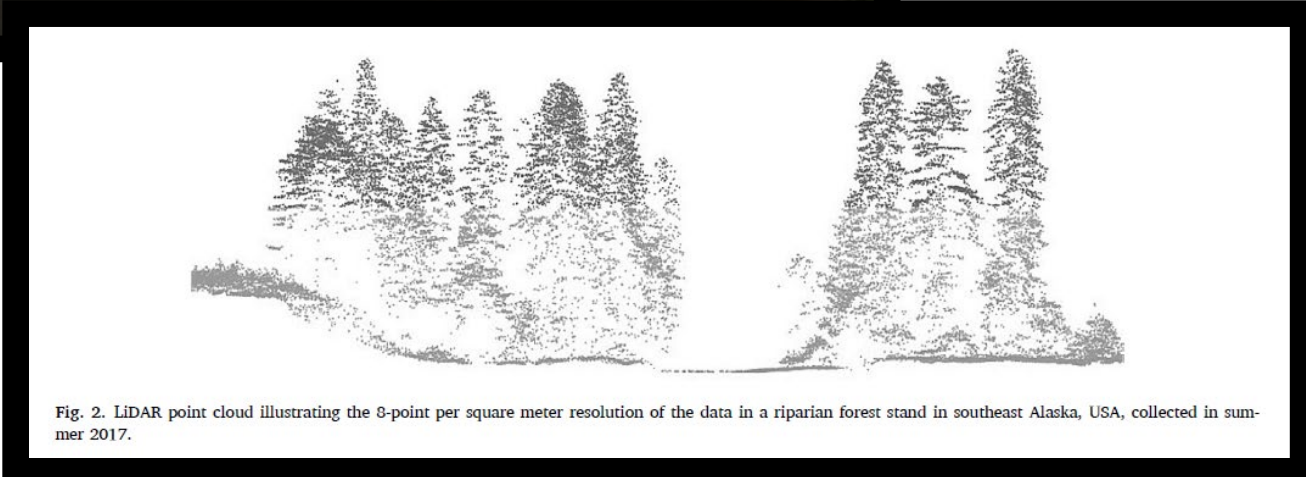 Fig. 2. LiDAR point cloud illustrating the 8-point per square meter resolution of the data in a riparian forest stand in southeast Alaska, USA, collected in sum-
mer 2017.